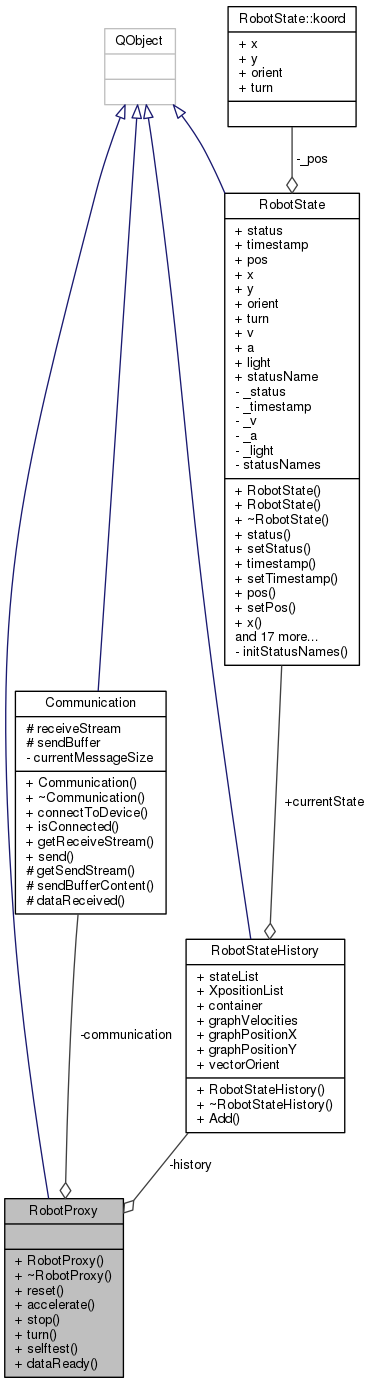 RobotState::koord
+ x
+ y
+ orient
+ turn
QObject
-_pos
RobotState
+ status
+ timestamp
+ pos
+ x
+ y
+ orient
+ turn
+ v
+ a
+ light
+ statusName
- _status
- _timestamp
- _v
- _a
- _light
- statusNames
+ RobotState()
+ RobotState()
+ ~RobotState()
+ status()
+ setStatus()
+ timestamp()
+ setTimestamp()
+ pos()
+ setPos()
+ x()
and 17 more...
- initStatusNames()
Communication
# receiveStream
# sendBuffer
- currentMessageSize
+ Communication()
+ ~Communication()
+ connectToDevice()
+ isConnected()
+ getReceiveStream()
+ send()
# getSendStream()
# sendBufferContent()
# dataReceived()
+currentState
RobotStateHistory
+ stateList
+ XpositionList
+ container
+ graphVelocities
+ graphPositionX
+ graphPositionY
+ vectorOrient
+ RobotStateHistory()
+ ~RobotStateHistory()
+ Add()
-communication
-history
RobotProxy
+ RobotProxy()
+ ~RobotProxy()
+ reset()
+ accelerate()
+ stop()
+ turn()
+ selftest()
+ dataReady()